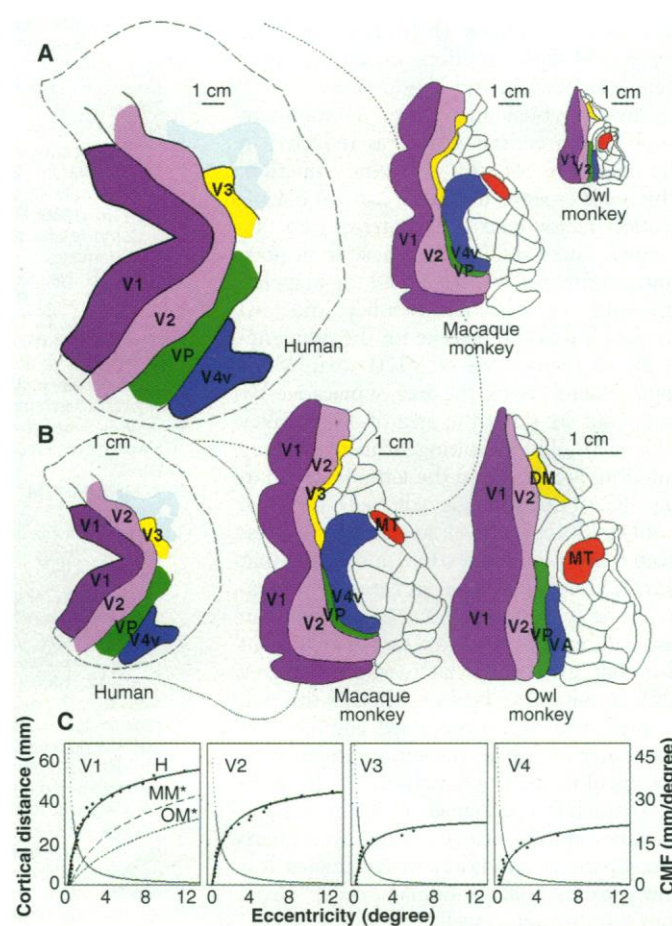 A
1 cm
1 cm
1 cm
V3
V1
V2
VP
V4v
Human
V1
V2
V4v
VP
Macaque
monkey
V1
V2
Owl
monkey
B
1 cm
1 cm
1 cm
V1
V2
V3
V1
V2
VP
V4v
Human
V1
V2
V3
MT
V1
V4v
V2
VP
Macaque
monkey
DM
V1
V2
MT
V1
V2
VP
VA
Owl
monkey
C
Cortical distance (mm)
60
40
20
0
V1
H
MM*
OM*
V2
V3
V4
45
30
15
0
CMF (mm/degree)
0 4 8 12
0 4 8 12
0 4 8 12
0 4 8 12
Eccentricity (degree)